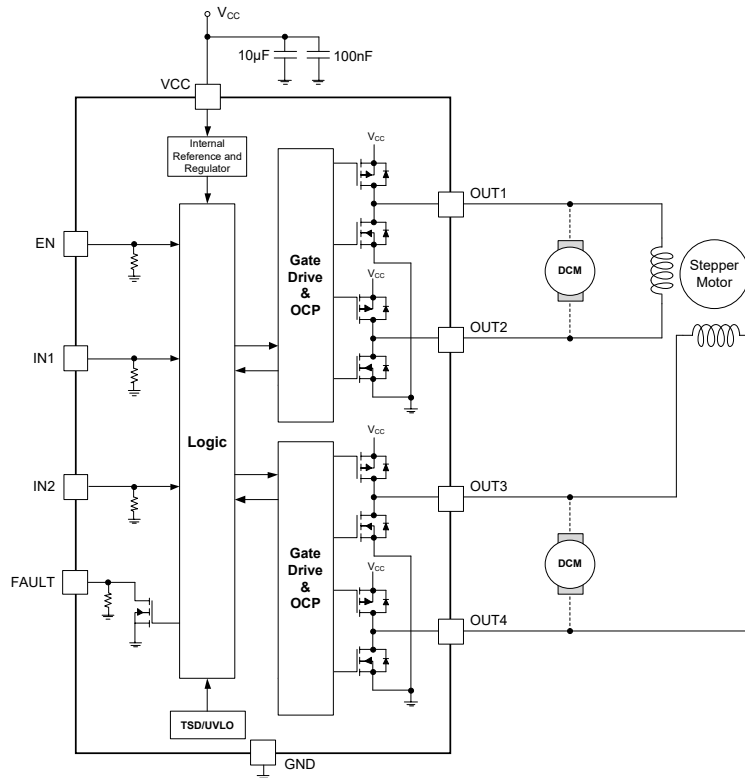 VCC
10µF
100nF
VCC
Internal
Reference and
Regulator
VCC
OUT1
EN
Gate
Drive
&
OCP
DCM
Stepper
Motor
VCC
OUT2
IN1
Logic
VCC
IN2
OUT3
Gate
Drive
&
OCP
DCM
FAULT
VCC
OUT4
TSD/UVLO
GND